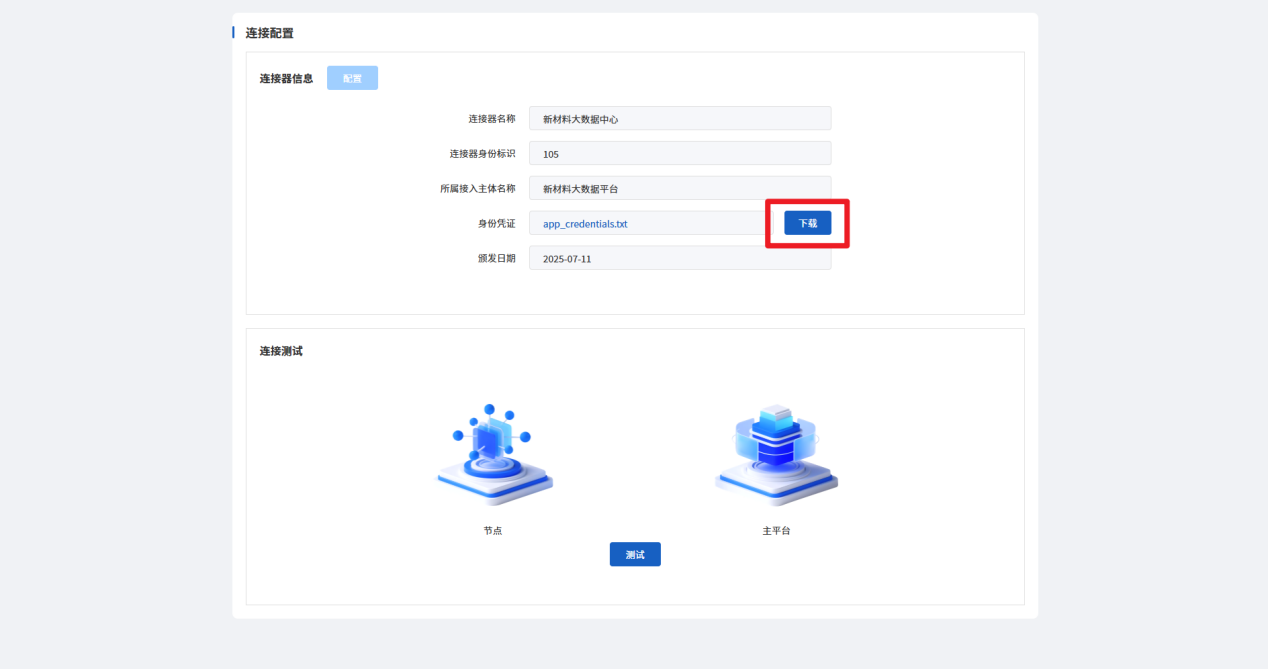 连接配置
连接器信息 配置
连接器名称 新材料大数据中心
连接器身份标识 105
所属接入主体名称 新材料大数据平台
身份凭证 app_credentials.txt 下载
颁发日期 2025-07-11
连接测试
节点 主平台
测试